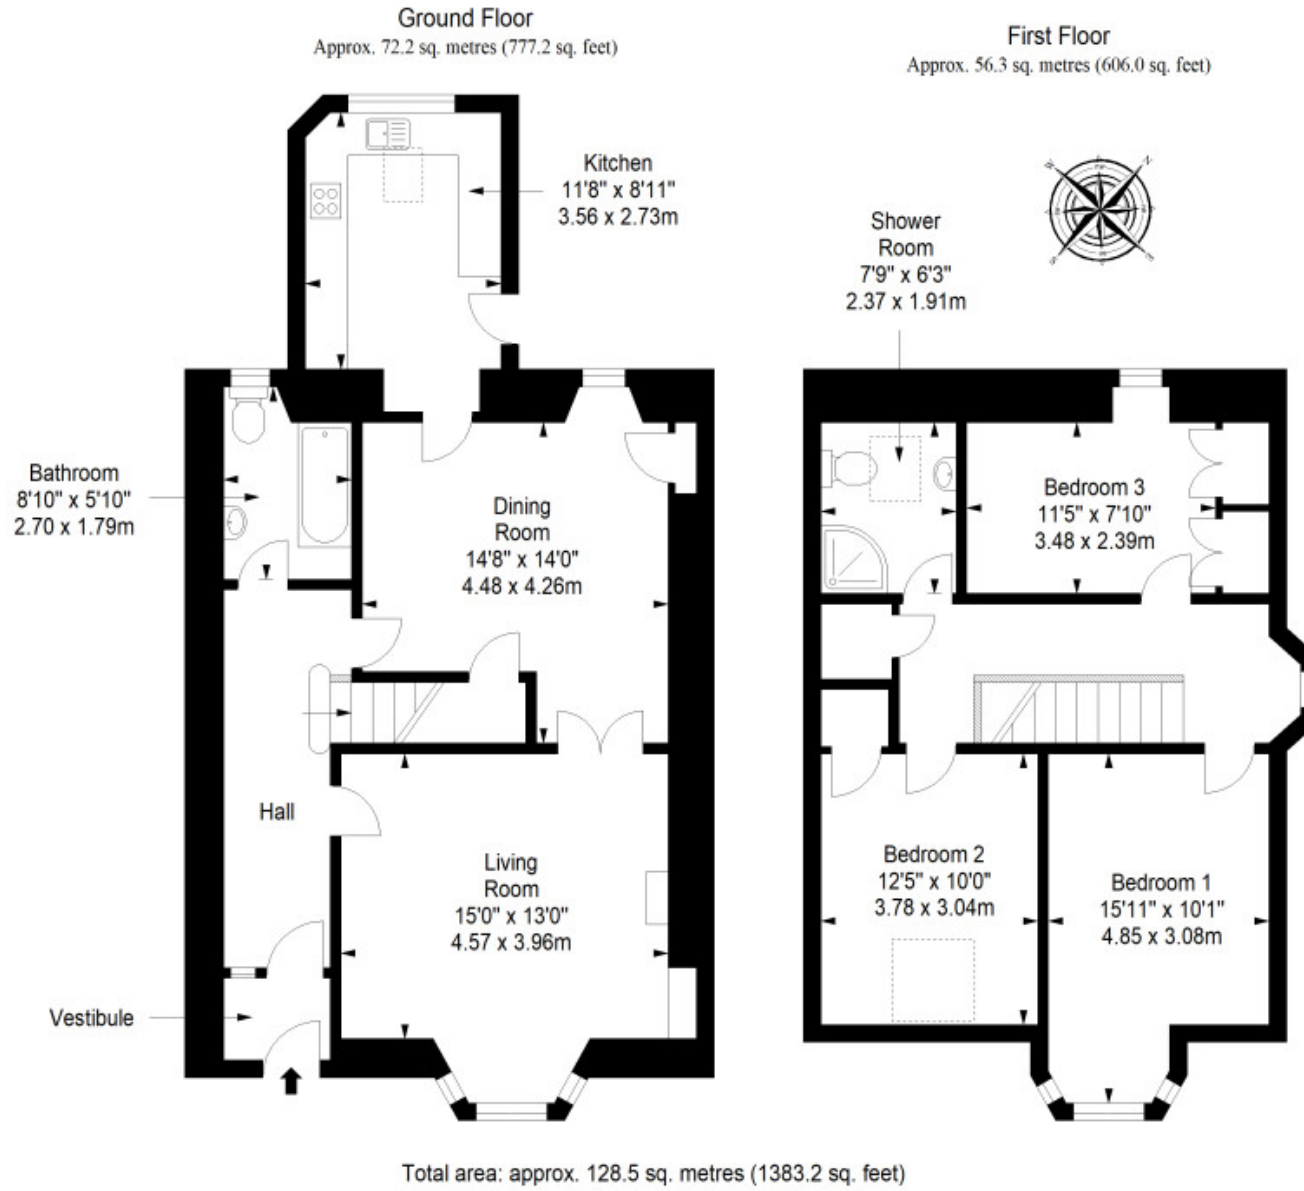 Ground Floor
Approx. 72.2 sq. metres (777.2 sq. feet)
First Floor
Approx. 56.3 sq. metres (606.0 sq. feet)
Kitchen
11'8" x 8'11"
3.56 x 2.73m
Shower
Room
7'9" x 6'3"
2.37 x 1.91m
Bathroom
8'10" x 5'10"
2.70 x 1.79m
Dining
Room
14'8" x 14'0"
4.48 x 4.26m
Bedroom 3
11'5" x 7'10"
3.48 x 2.39m
Hall
Living
Room
15'0" x 13'0"
4.57 x 3.96m
Bedroom 2
12'5" x 10'0"
3.78 x 3.04m
Bedroom 1
15'11" x 10'1"
4.85 x 3.08m
Vestibule
Total area: approx. 128.5 sq. metres (1383.2 sq. feet)